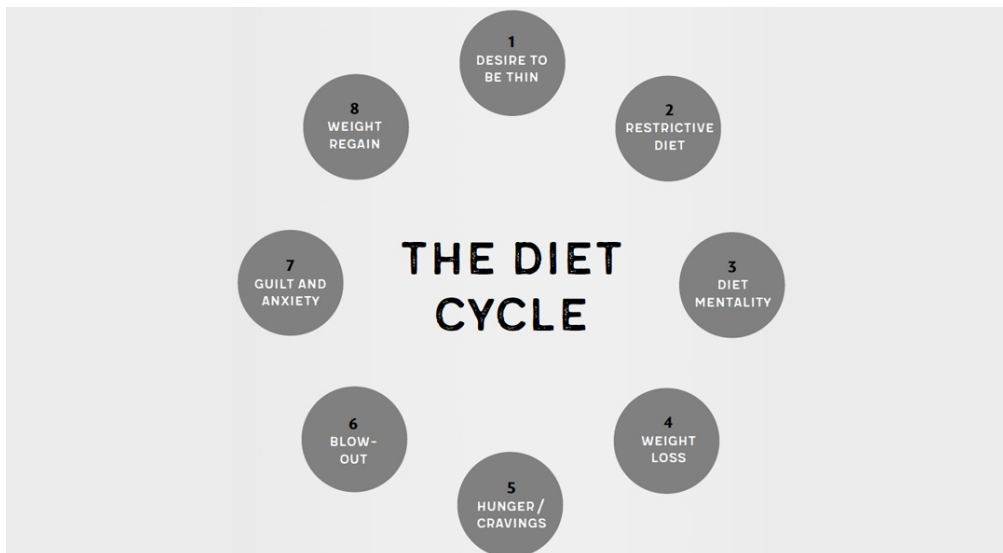 THE DIET
CYCLE
1
DESIRE TO
BE THIN
2
RESTRICTIVE
DIET
3
DIET
MENTALITY
4
WEIGHT
LOSS
5
HUNGER/
CRAVINGS
6
BLOW-
OUT
7
GUILT AND
ANXIETY
8
WEIGHT
REGAIN